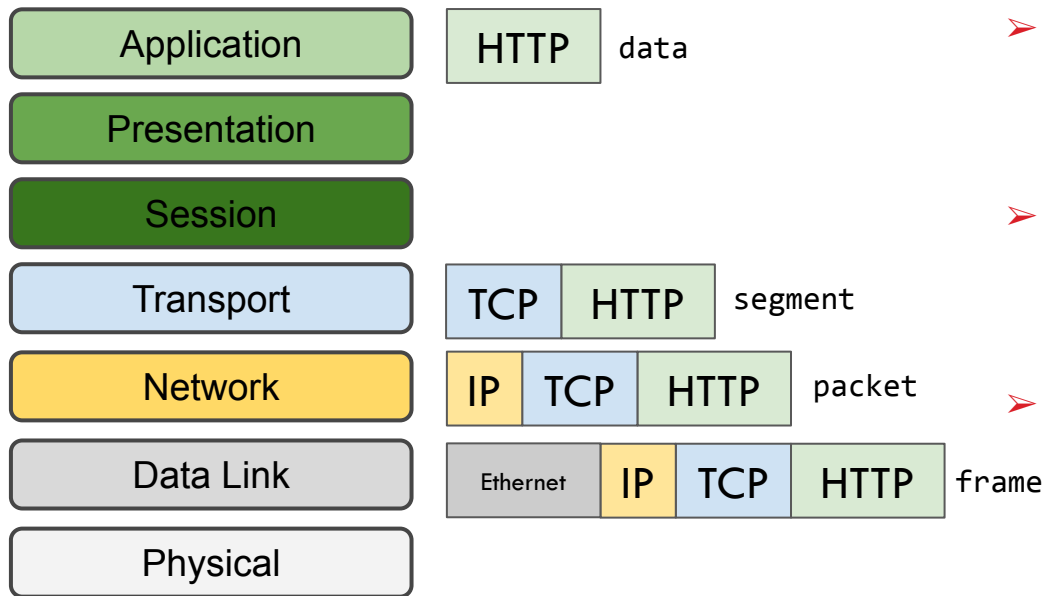 Application HTTP data
Presentation
Session
Transport TCP HTTP segment
Network IP TCP HTTP packet
Data Link Ethernet IP TCP HTTP frame
Physical